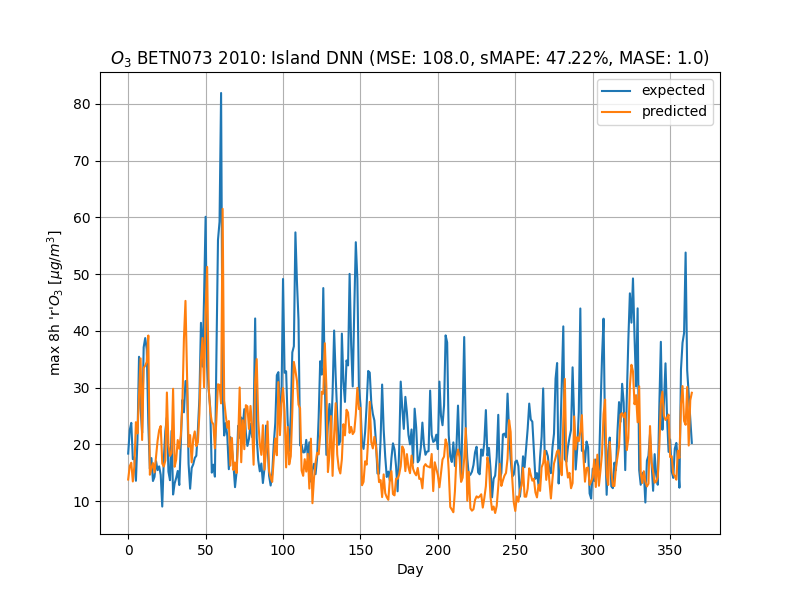 O₃ BETN073 2010: Island DNN (MSE: 108.0, sMAPE: 47.22%, MASE: 1.0)
expected
predicted
max 8h 'r'O₃ [μg/m³]
80
70
60
50
40
30
20
10
0 50 100 150 200 250 300 350
Day